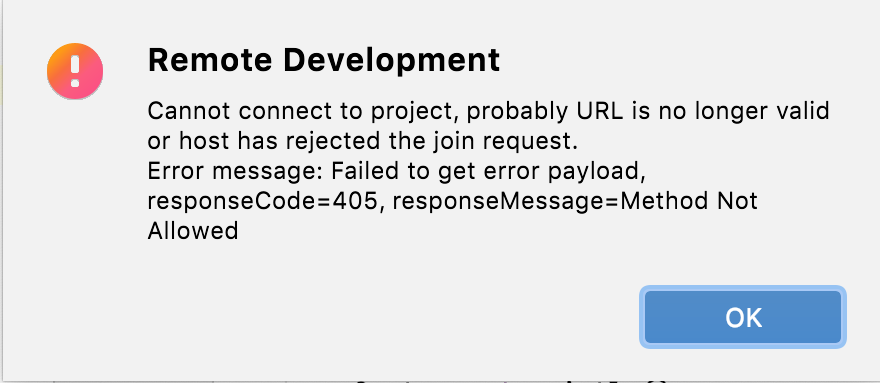 Remote Development
Cannot connect to project, probably URL is no longer valid
or host has rejected the join request.
Error message: Failed to get error payload,
responseCode=405, responseMessage=Method Not
Allowed
OK